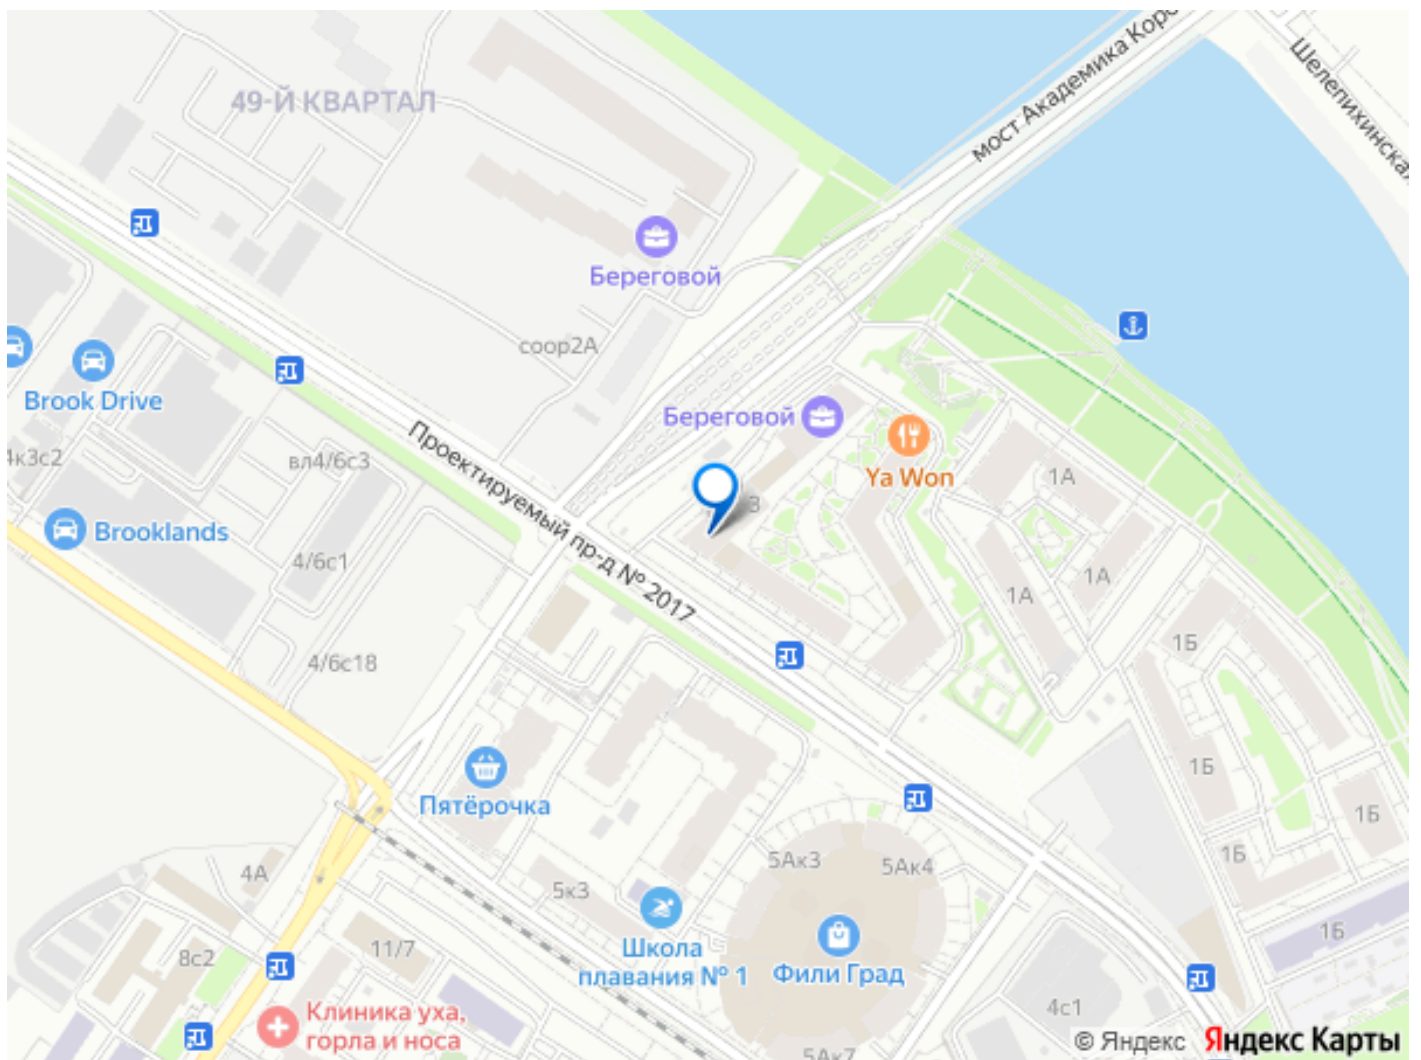 мост Академика Коро
Шелепихинская
49-Й КВАРТАЛ
Береговой
соор2А
Brook Drive
Береговой
Ya Won
Проектируемый пр-д № 2017
4к3с2
вл4/6с3
3
1А
Brooklands
4/6с1
1А
1А
1Б
4/6с18
1Б
Пятёрочка
1Б
5Ак3
5Ак4
1Б
4А
5к3
1Б
8с2
11/7
Школа
плавания № 1
Фили Град
Клиника уха,
горла и носа
4с1
5Ак7
© Яндекс Яндекс Карты